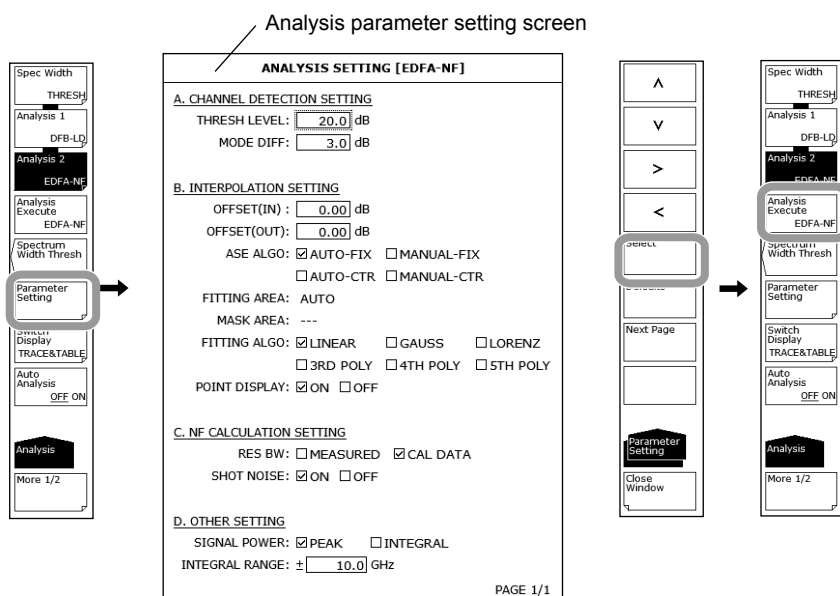 Analysis parameter setting screen
Spec Width
THRESH
Analysis 1
DFB-LD
Analysis 2
EDFA-NF
Analysis
Execute
EDFA-NF
Spectrum
Width Thresh
Parameter
Setting
Switch
Display
TRACE&TABLE
Auto
Analysis
OFF ON
Analysis
More 1/2
ANALYSIS SETTING [EDFA-NF]
A. CHANNEL DETECTION SETTING
THRESH LEVEL: 20.0 dB
MODE DIFF: 3.0 dB
B. INTERPOLATION SETTING
OFFSET(IN) : 0.00 dB
OFFSET(OUT): 0.00 dB
ASE ALGO: ☑AUTO-FIX ☐MANUAL-FIX
☐AUTO-CTR ☐MANUAL-CTR
FITTING AREA: AUTO
MASK AREA: ---
FITTING ALGO: ☑LINEAR ☐GAUSS ☐LORENZ
☐3RD POLY ☐4TH POLY ☐5TH POLY
POINT DISPLAY: ☑ON ☐OFF
C. NF CALCULATION SETTING
RES BW: ☐MEASURED ☑CAL DATA
SHOT NOISE: ☑ON ☐OFF
D. OTHER SETTING
SIGNAL POWER: ☑PEAK ☐INTEGRAL
INTEGRAL RANGE: ± 10.0 GHz
PAGE 1/1
∧
∨
>
<
Select
Defaults
Next Page
Parameter
Setting
Close
Window
Spec Width
THRESH
Analysis 1
DFB-LD
Analysis 2
EDFA-NF
Analysis
Execute
EDFA-NF
Spectrum
Width Thresh
Parameter
Setting
Switch
Display
TRACE&TABLE
Auto
Analysis
OFF ON
Analysis
More 1/2